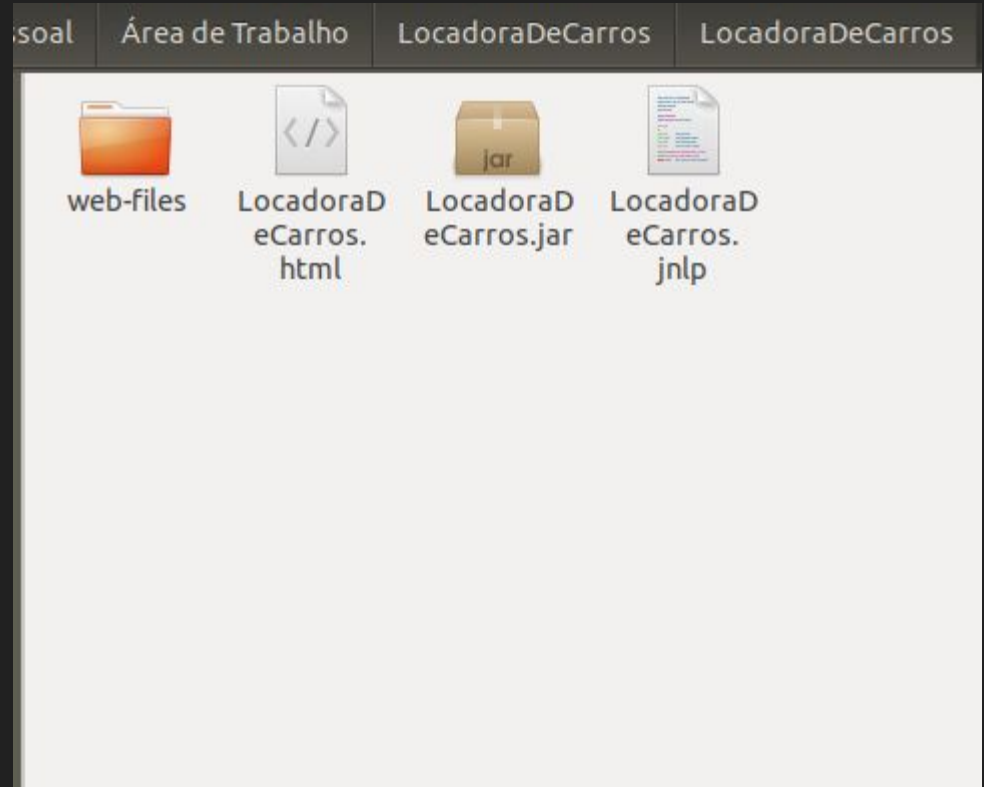 ssoal Área de Trabalho LocadoraDeCarros LocadoraDeCarros
</>
jar
web-files
LocadoraD
eCarros.
html
LocadoraD
eCarros.jar
LocadoraD
eCarros.
jnlp